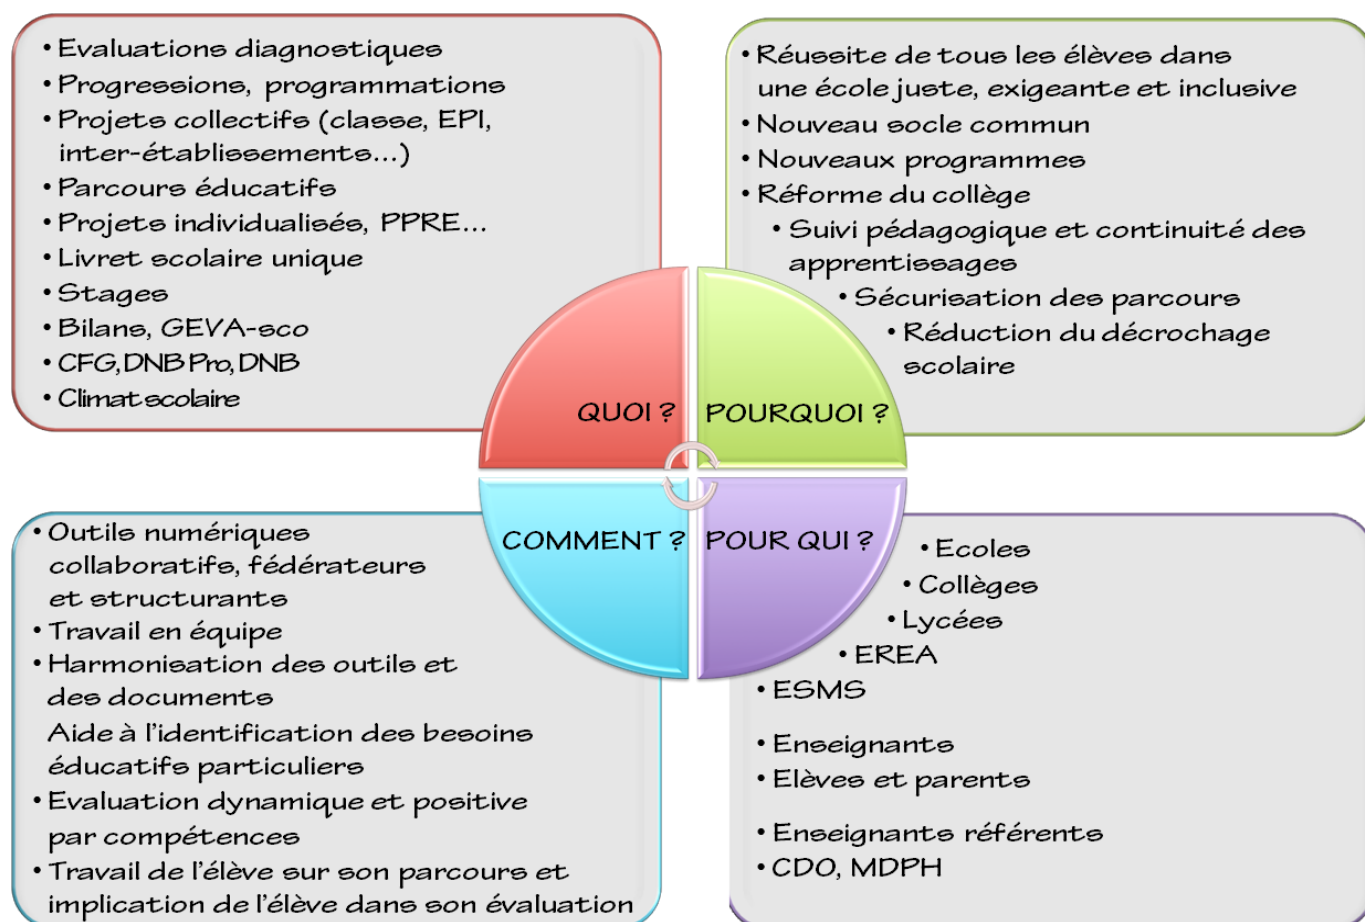 • Evaluations diagnostiques
• Progressions, programmations
• Projets collectifs (classe, EPI,
inter-établissements...)
• Parcours éducatifs
• Projets individualisés, PPRE...
• Livret scolaire unique
• Stages
• Bilans, GEVA-sco
• CFG, DNB Pro, DNB
• Climat scolaire
• Réussite de tous les élèves dans
une école juste, exigeante et inclusive
• Nouveau socle commun
• Nouveaux programmes
• Réforme du collège
• Suivi pédagogique et continuité des
apprentissages
• Sécurisation des parcours
• Réduction du décrochage
scolaire
QUOI ?
POURQUOI ?
COMMENT ?
POUR QUI ?
• Outils numériques
collaboratifs, fédérateurs
et structurants
• Travail en équipe
• Harmonisation des outils et
des documents
Aide à l'identification des besoins
éducatifs particuliers
• Evaluation dynamique et positive
par compétences
• Travail de l'élève sur son parcours et
implication de l'élève dans son évaluation
• Ecoles
• Collèges
• Lycées
• EREA
• ESMS
• Enseignants
• Elèves et parents
• Enseignants référents
• CDO, MDPH